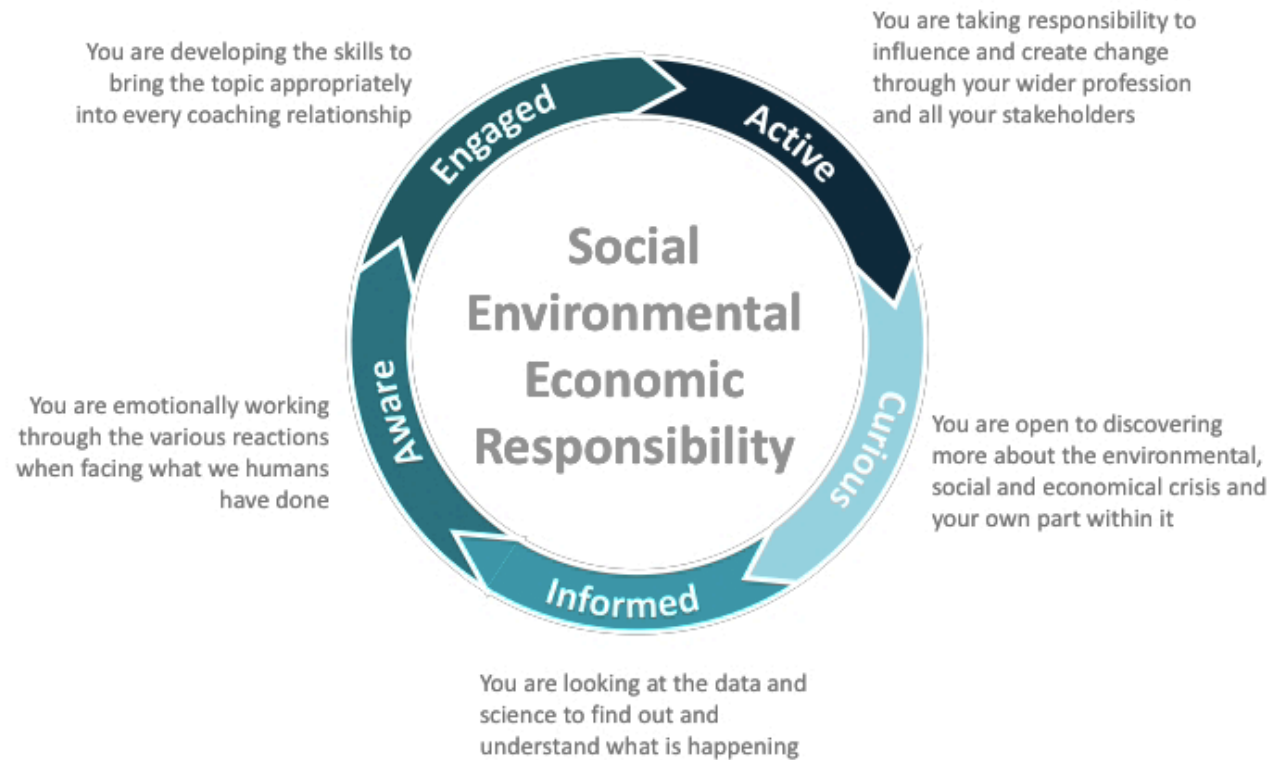 You are developing the skills to
bring the topic appropriately
into every coaching relationship
You are taking responsibility to
influence and create change
through your wider profession
and all your stakeholders
Engaged
Active
Social
Environmental
Economic
Responsibility
Aware
Curious
Informed
You are emotionally working
through the various reactions
when facing what we humans
have done
You are open to discovering
more about the environmental,
social and economical crisis and
your own part within it
You are looking at the data and
science to find out and
understand what is happening